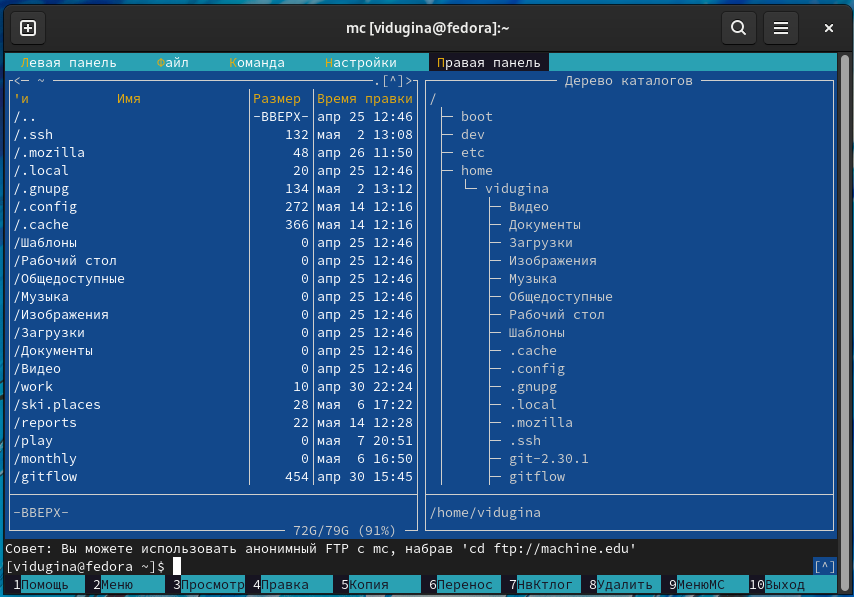 mc [vidugina@fedora]:~
Левая панель Файл Команда Настройки Правая панель
<─ ~ .[^]> Дерево каталогов
'и Имя Размер Время правки /
/.. -ВВЕРХ- апр 25 12:46 boot
/.ssh 132 мая 2 13:08 dev
/.mozilla 48 апр 26 11:50 etc
/.local 20 апр 25 12:46 home
/.gnupg 134 мая 2 13:12 vidugina
/.config 272 мая 14 12:16 Видео
/.cache 366 мая 14 12:16 Документы
/Шаблоны 0 апр 25 12:46 Загрузки
/Рабочий стол 0 апр 25 12:46 Изображения
/Общедоступные 0 апр 25 12:46 Музыка
/Музыка 0 апр 25 12:46 Общедоступные
/Изображения 0 апр 25 12:46 Рабочий стол
/Загрузки 0 апр 25 12:46 Шаблоны
/Документы 0 апр 25 12:46 .cache
/Видео 0 апр 25 12:46 .config
/work 10 апр 30 22:24 .gnupg
/ski.places 28 мая 6 17:22 .local
/reports 22 мая 14 12:28 .mozilla
/play 0 мая 7 20:51 .ssh
/monthly 0 мая 6 16:50 git-2.30.1
/gitflow 454 апр 30 15:45 gitflow
-ВВЕРХ- /home/vidugina
72G/79G (91%)
Совет: Вы можете использовать анонимный FTP с mc, набрав 'cd ftp://machine.edu'
[vidugina@fedora ~]$ [^]
1Помощь 2Меню 3Просмотр 4Правка 5Копия 6Перенос 7НвКтлог 8Удалить 9МенюМС 10Выход